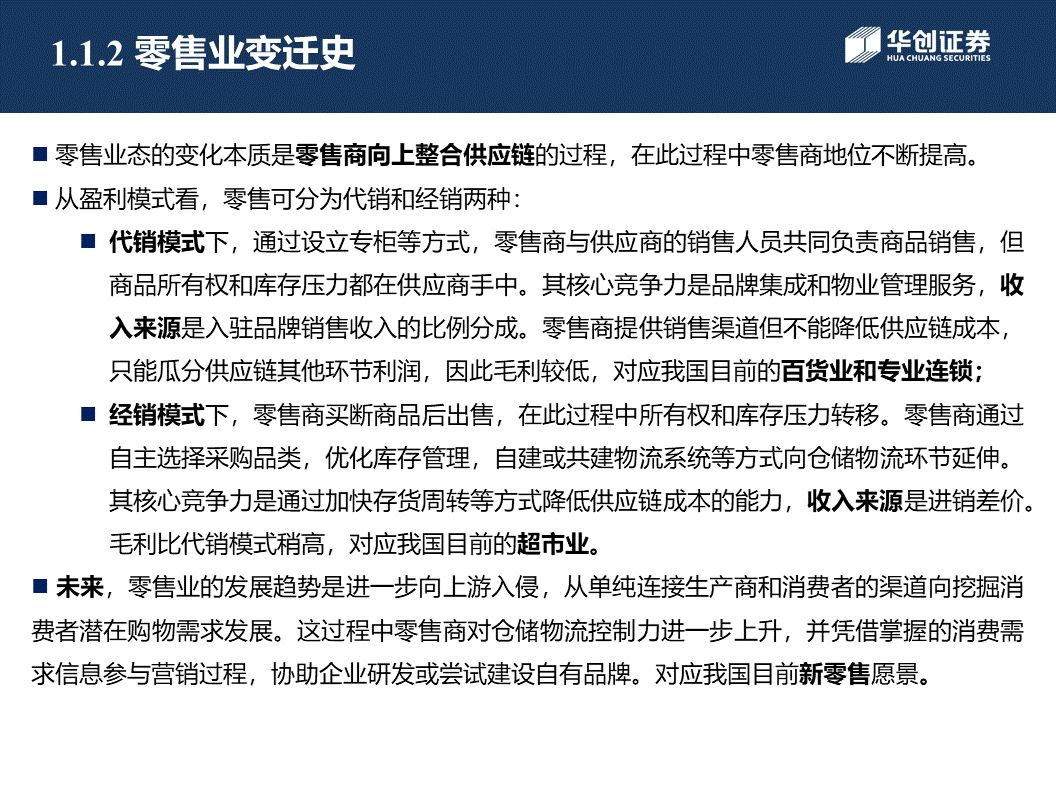 1.1.2 零售业变迁史
华创证券
HUA CHUANG SECURITIES
零售业态的变化本质是零售商向上整合供应链的过程，在此过程中零售商地位不断提高。
从盈利模式看，零售可分为代销和经销两种：
代销模式下，通过设立专柜等方式，零售商与供应商的销售人员共同负责商品销售，但
商品所有权和库存压力都在供应商手中。其核心竞争力是品牌集成和物业管理服务，收
入来源是入驻品牌销售收入的比例分成。零售商提供销售渠道但不能降低供应链成本，
只能瓜分供应链其他环节利润，因此毛利较低，对应我国目前的百货业和专业连锁；
经销模式下，零售商买断商品后出售，在此过程中所有权和库存压力转移。零售商通过
自主选择采购品类，优化库存管理，自建或共建物流系统等方式向仓储物流环节延伸。
其核心竞争力是通过加快存货周转等方式降低供应链成本的能力，收入来源是进销差价。
毛利比代销模式稍高，对应我国目前的超市业。
未来，零售业的发展趋势是进一步向上游入侵，从单纯连接生产商和消费者的渠道向挖掘消
费者潜在购物需求发展。这过程中零售商对仓储物流控制力进一步上升，并凭借掌握的消费需
求信息参与营销过程，协助企业研发或尝试建设自有品牌。对应我国目前新零售愿景。